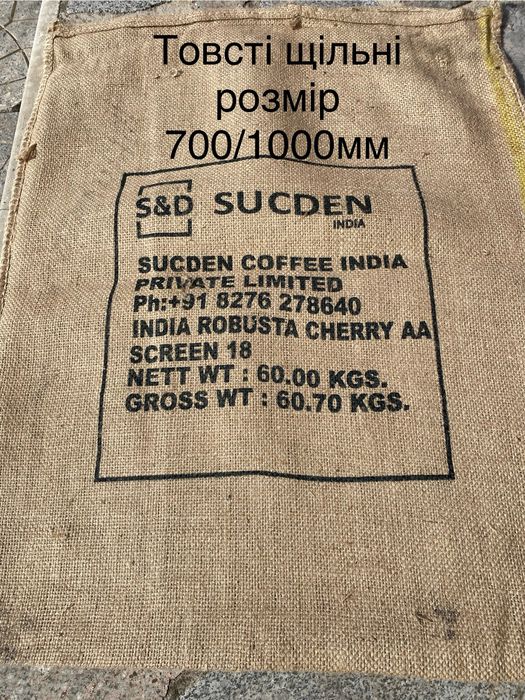 Товсті щільні
розмір
700/1000мм
S&D SUCDEN
INDIA
SUCDEN COFFEE INDIA
PRIVATE LIMITED
Ph:+91 8276 278640
INDIA ROBUSTA CHERRY AA
SCREEN 18
NETT WT : 60.00 KGS.
GROSS WT : 60.70 KGS.